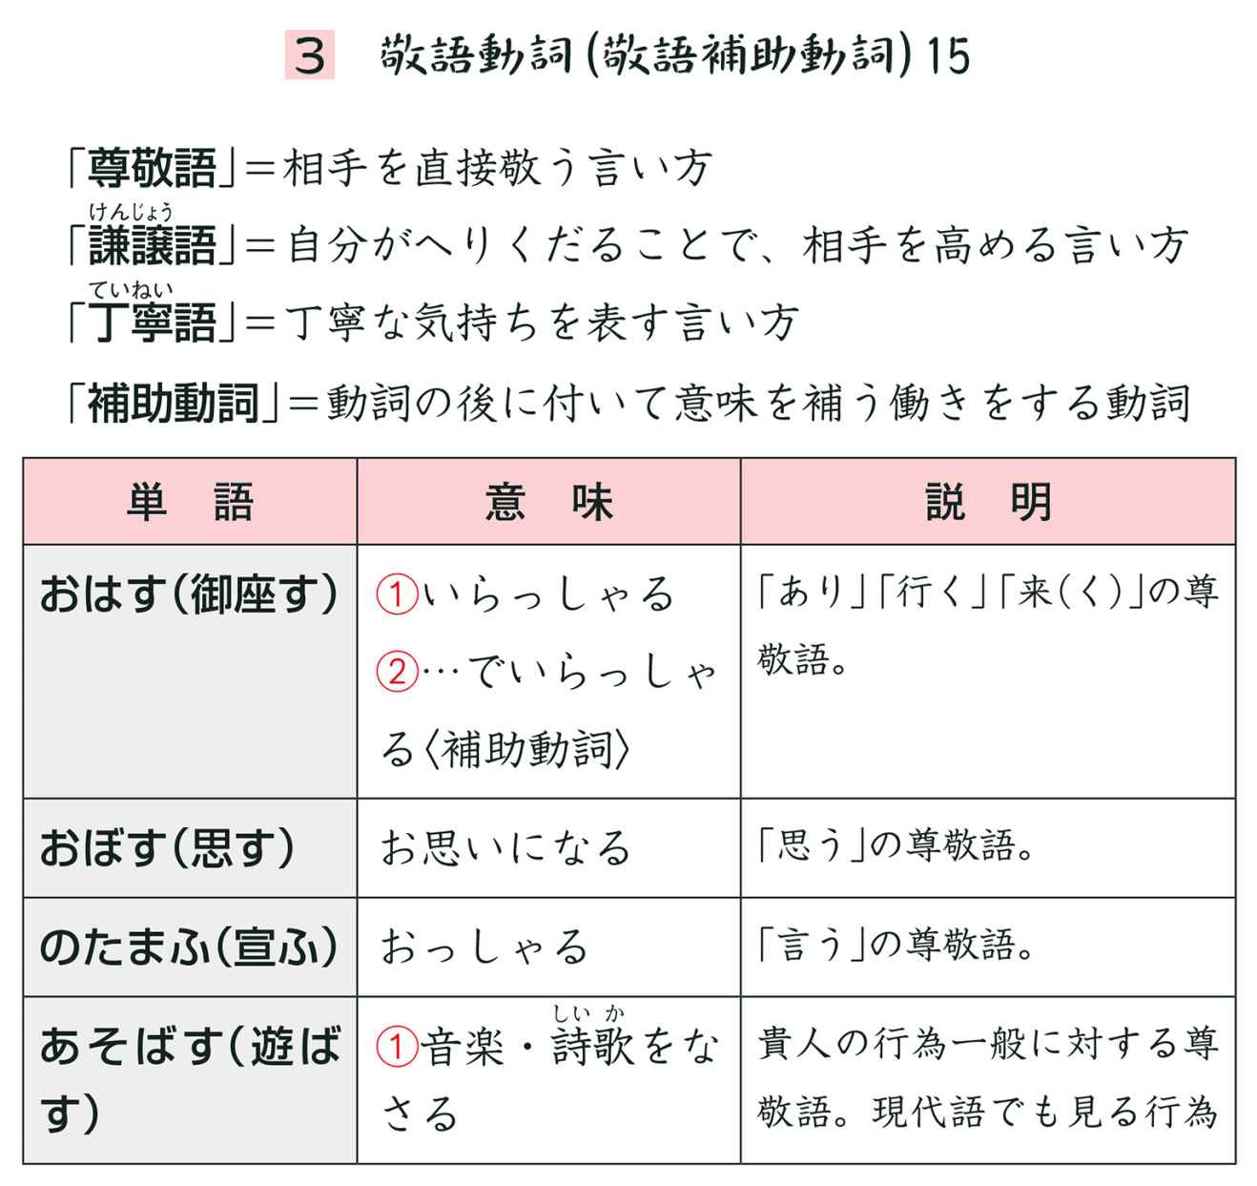 3 敬語動詞(敬語補助動詞)15
「尊敬語」＝相手を直接敬う言い方
けんじょう
「謙譲語」＝自分がへりくだることで、相手を高める言い方
ていねい
「丁寧語」＝丁寧な気持ちを表す言い方
「補助動詞」＝動詞の後に付いて意味を補う働きをする動詞
単語 意味 説明
おはす(御座す)
①いらっしゃる
②…でいらっしゃ
る〈補助動詞〉
「あり」「行く」「来(く)」の尊
敬語。
おぼす(思す)
お思いになる
「思う」の尊敬語。
のたまふ(宣ふ)
おっしゃる
「言う」の尊敬語。
あそばす(遊ば
す)
しいか
①音楽・詩歌をな
さる
貴人の行為一般に対する尊
敬語。現代語でも見る行為